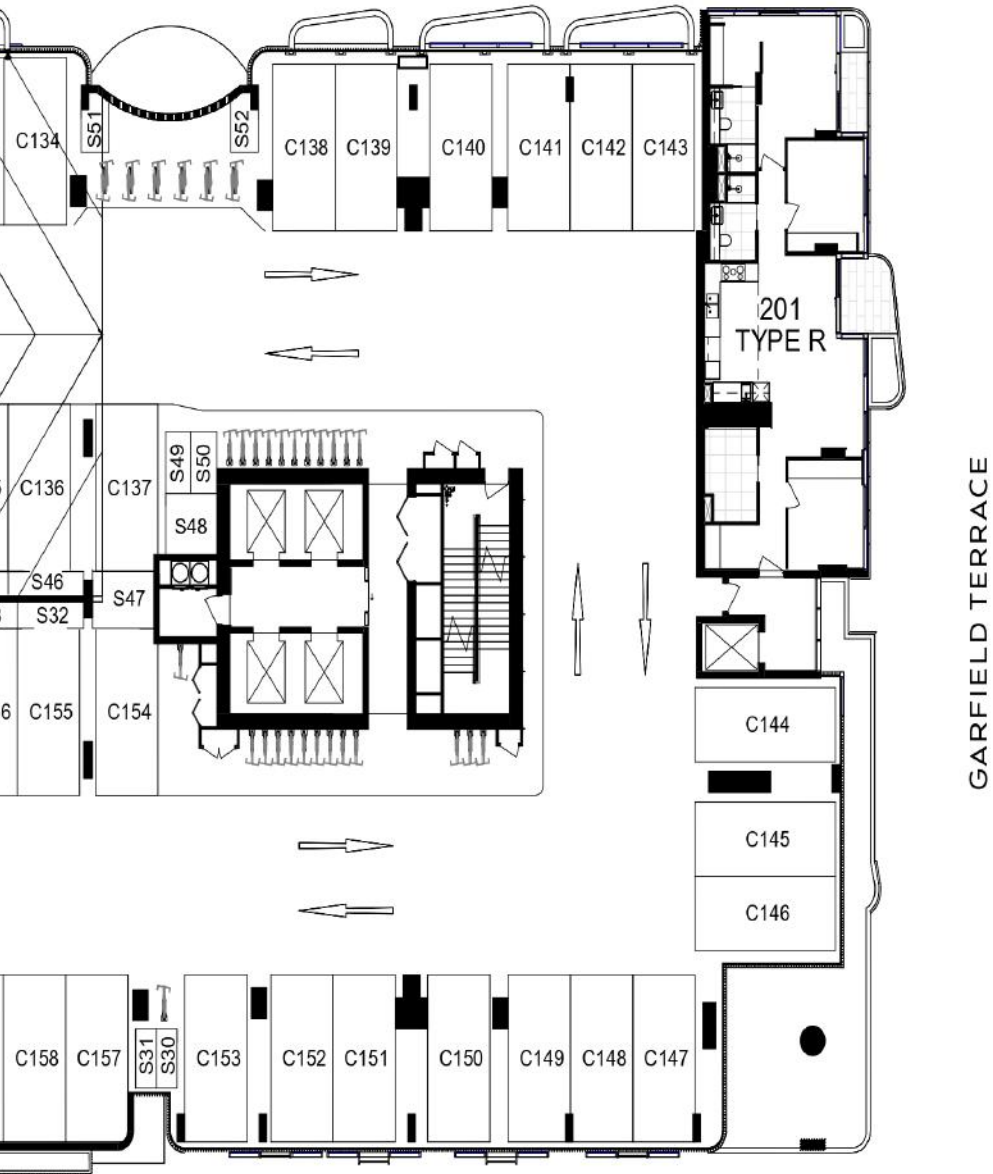 C134
S51
S52
C138
C139
C140
C141
C142
C143
201
TYPE R
C136
C137
S49
S50
S48
S46
S47
S32
C155
C154
C144
C145
C146
GARFIELD TERRACE
C158
C157
S31
S30
C153
C152
C151
C150
C149
C148
C147